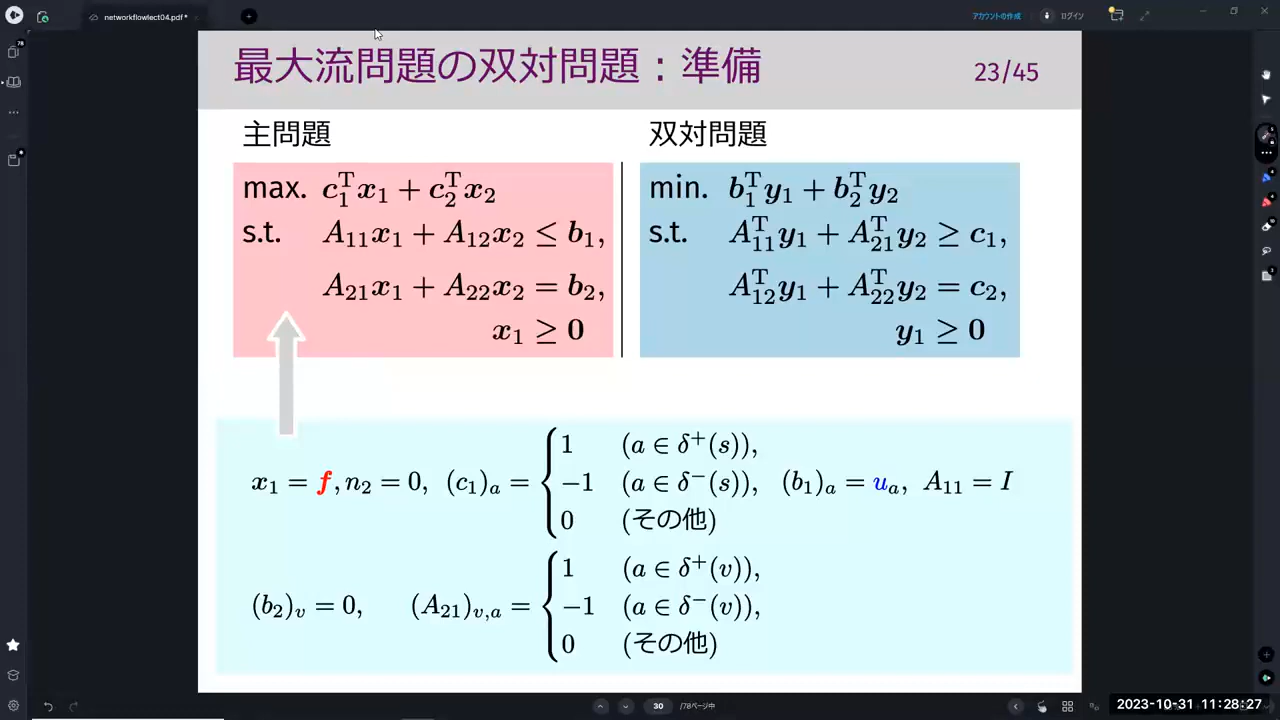 networkflowlect04.pdf *
アカウントの作成
ログイン
最大流問題の双対問題：準備
23/45
主問題
max. c₁ᵀx₁ + c₂ᵀx₂
s.t. A₁₁x₁ + A₁₂x₂ ≤ b₁,
A₂₁x₁ + A₂₂x₂ = b₂,
x₁ ≥ 0
双対問題
min. b₁ᵀy₁ + b₂ᵀy₂
s.t. A₁₁ᵀy₁ + A₂₁ᵀy₂ ≥ c₁,
A₁₂ᵀy₁ + A₂₂ᵀy₂ = c₂,
y₁ ≥ 0
x₁ = f, n₂ = 0, (c₁)ₐ = { 1 (a ∈ δ⁺(s)),
−1 (a ∈ δ⁻(s)),
0 (その他)
(b₁)ₐ = uₐ, A₁₁ = I
(b₂)ᵥ = 0, (A₂₁)ᵥ,ₐ = { 1 (a ∈ δ⁺(v)),
−1 (a ∈ δ⁻(v)),
0 (その他)
30 /78ページ中
2023-10-31 11:28:27